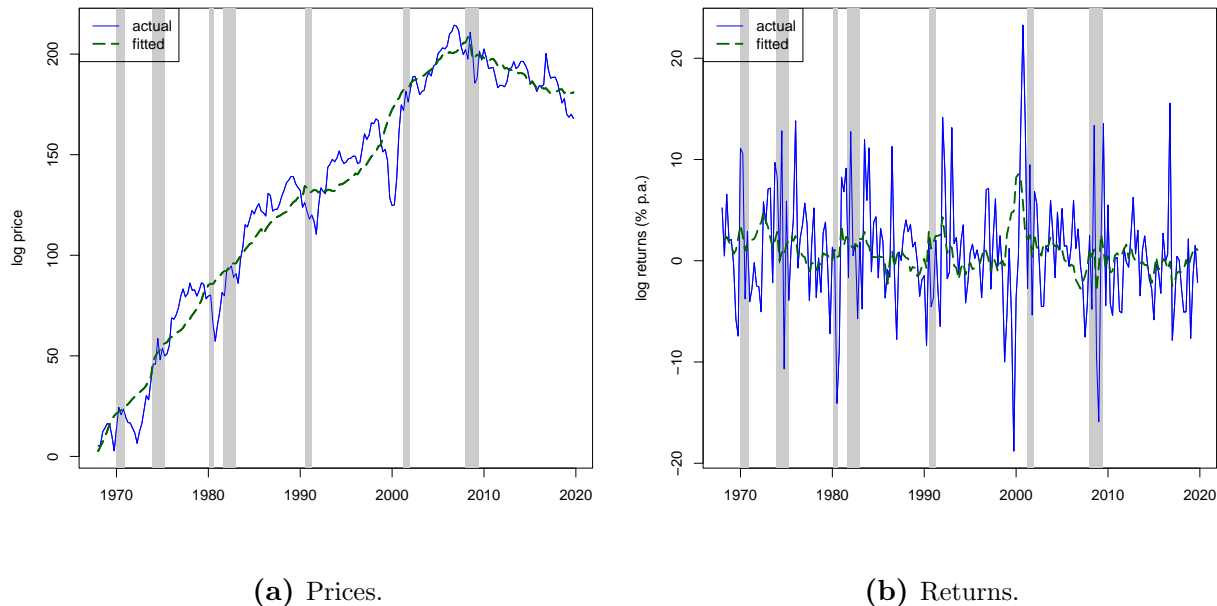 actual
fitted
log price
0
50
100
150
200
1970
1980
1990
2000
2010
2020
(a) Prices.
actual
fitted
log returns (% p.a.)
−20
−10
0
10
20
1970
1980
1990
2000
2010
2020
(b) Returns.